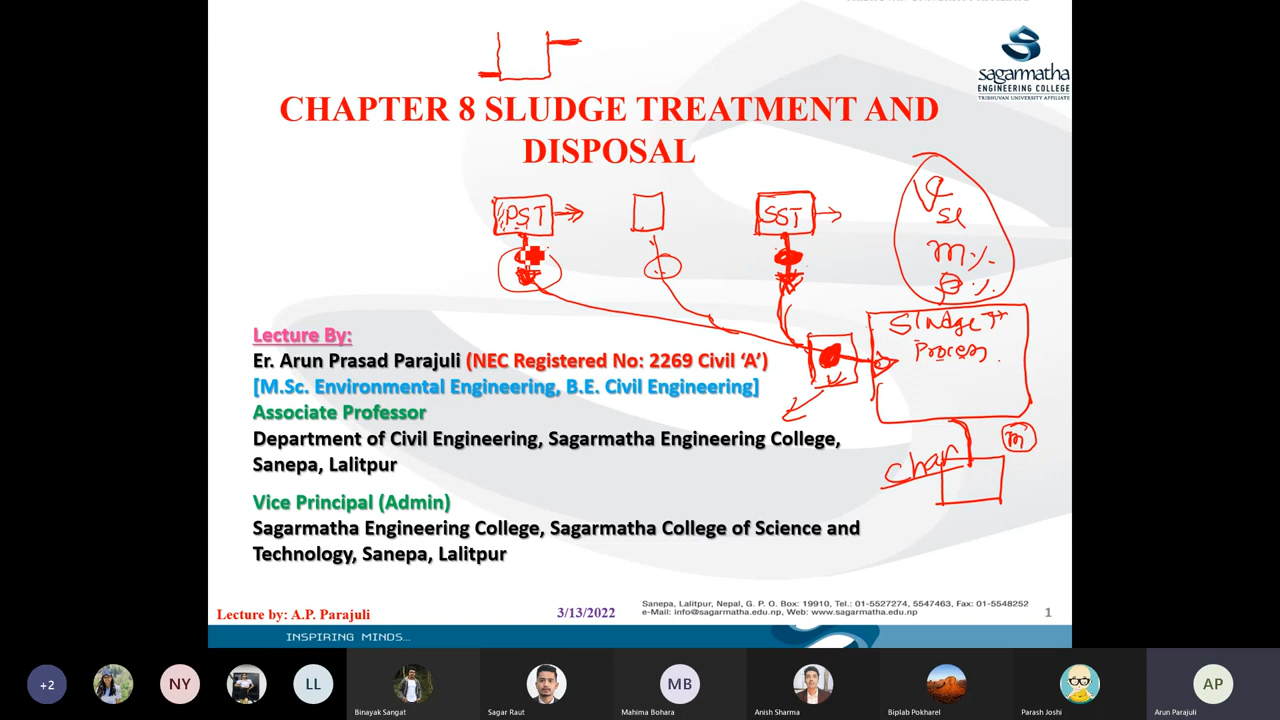 sagarmatha
ENGINEERING COLLEGE
TRIBHUVAN UNIVERSITY AFFILIATE
CHAPTER 8 SLUDGE TREATMENT AND
DISPOSAL
PST
SST
m%
Sludge
Process
m
char
Lecture By:
Er. Arun Prasad Parajuli (NEC Registered No: 2269 Civil ‘A’)
[M.Sc. Environmental Engineering, B.E. Civil Engineering]
Associate Professor
Department of Civil Engineering, Sagarmatha Engineering College,
Sanepa, Lalitpur
Vice Principal (Admin)
Sagarmatha Engineering College, Sagarmatha College of Science and
Technology, Sanepa, Lalitpur
Lecture by: A.P. Parajuli
3/13/2022
Sanepa, Lalitpur, Nepal, G. P. O. Box: 19910, Tel.: 01-5527274, 5547463, Fax: 01-5548252
e-Mail: info@sagarmatha.edu.np, Web: www.sagarmatha.edu.np
1
INSPIRING MINDS...
+2
NY
LL
Binayak Sangat
Sagar Raut
MB
Mahima Bohara
Anish Sharma
Biplab Pokharel
Parash Joshi
AP
Arun Parajuli